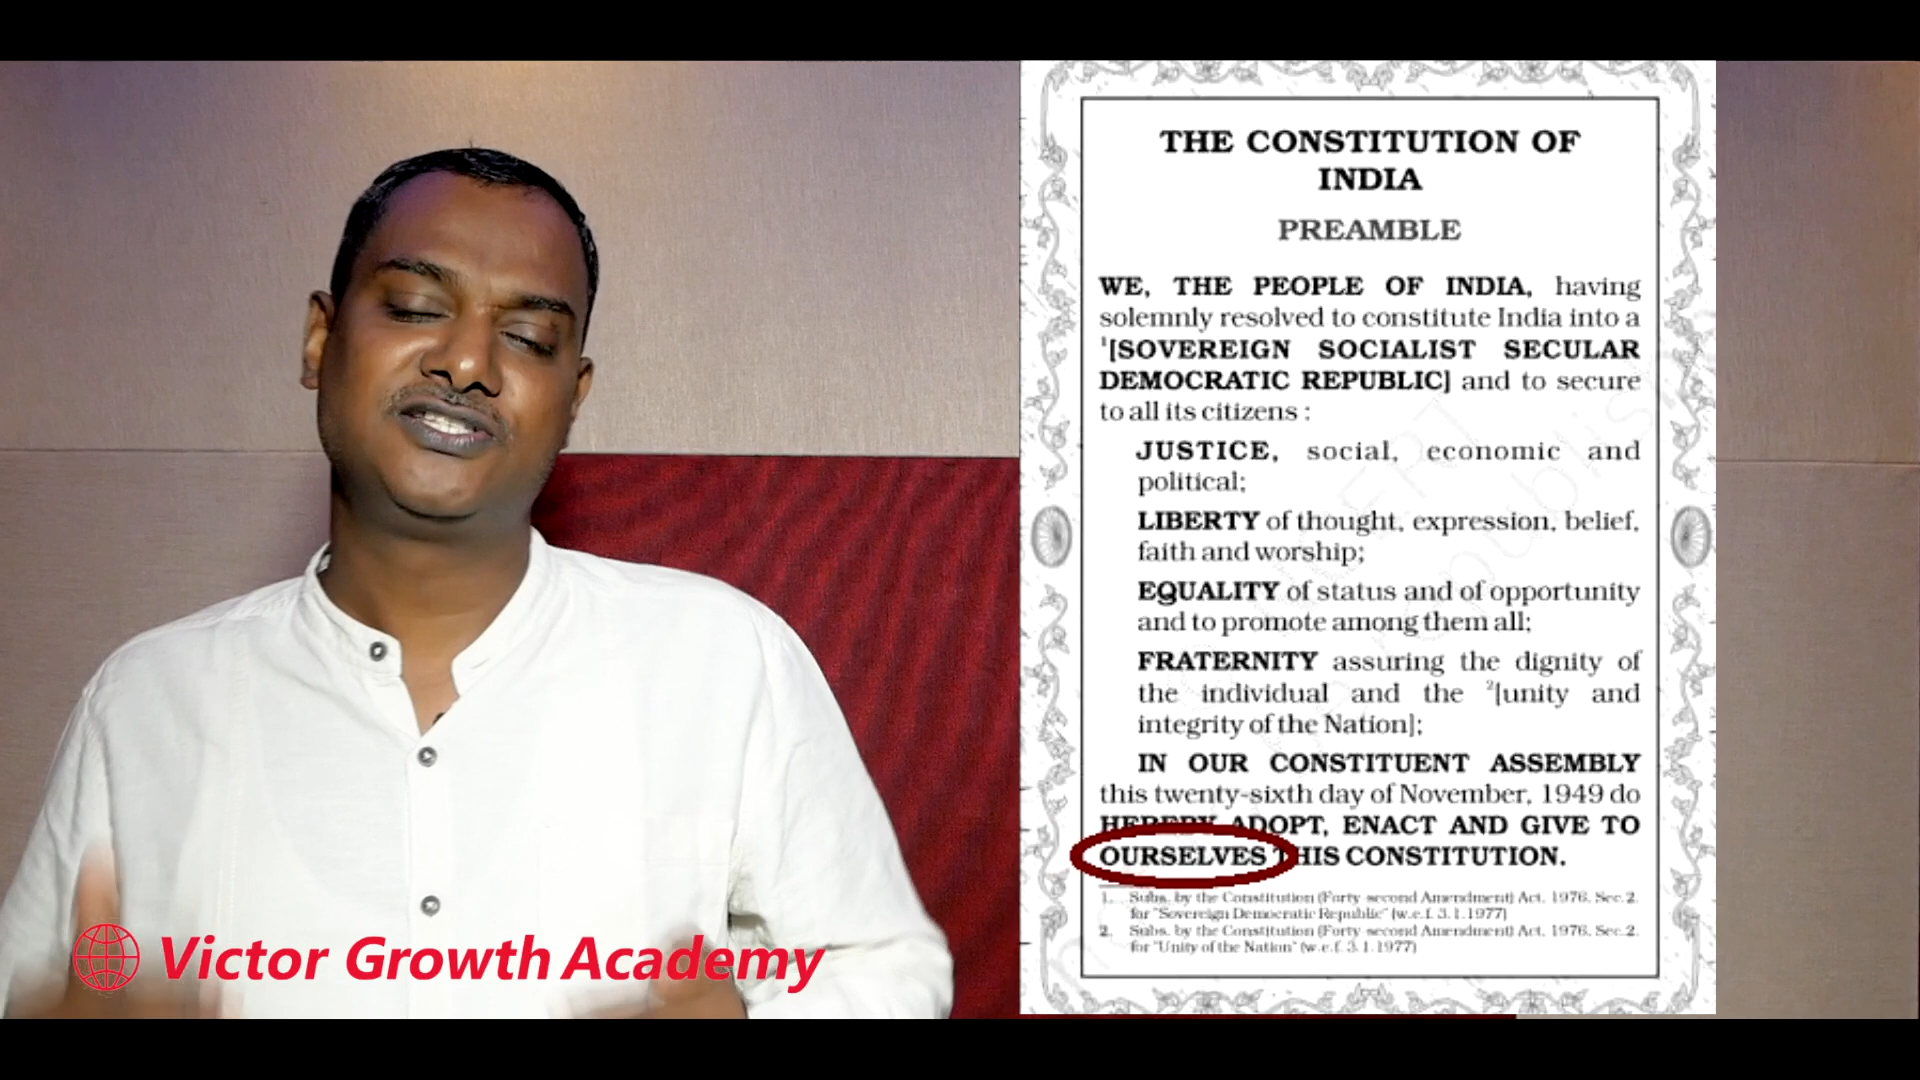 THE CONSTITUTION OF
INDIA
PREAMBLE
WE, THE PEOPLE OF INDIA, having
solemnly resolved to constitute India into a
¹[SOVEREIGN SOCIALIST SECULAR
DEMOCRATIC REPUBLIC] and to secure
to all its citizens :
JUSTICE, social, economic and
political;
LIBERTY of thought, expression, belief,
faith and worship;
EQUALITY of status and of opportunity
and to promote among them all;
FRATERNITY assuring the dignity of
the individual and the ²[unity and
integrity of the Nation];
IN OUR CONSTITUENT ASSEMBLY
this twenty-sixth day of November, 1949 do
HEREBY ADOPT, ENACT AND GIVE TO
OURSELVES THIS CONSTITUTION.
1. Subs. by the Constitution (Forty-second Amendment) Act, 1976, Sec.2,
for "Sovereign Democratic Republic" (w.e.f. 3.1.1977)
2. Subs. by the Constitution (Forty-second Amendment) Act, 1976, Sec.2,
for "Unity of the Nation" (w.e.f. 3.1.1977)
Victor Growth Academy